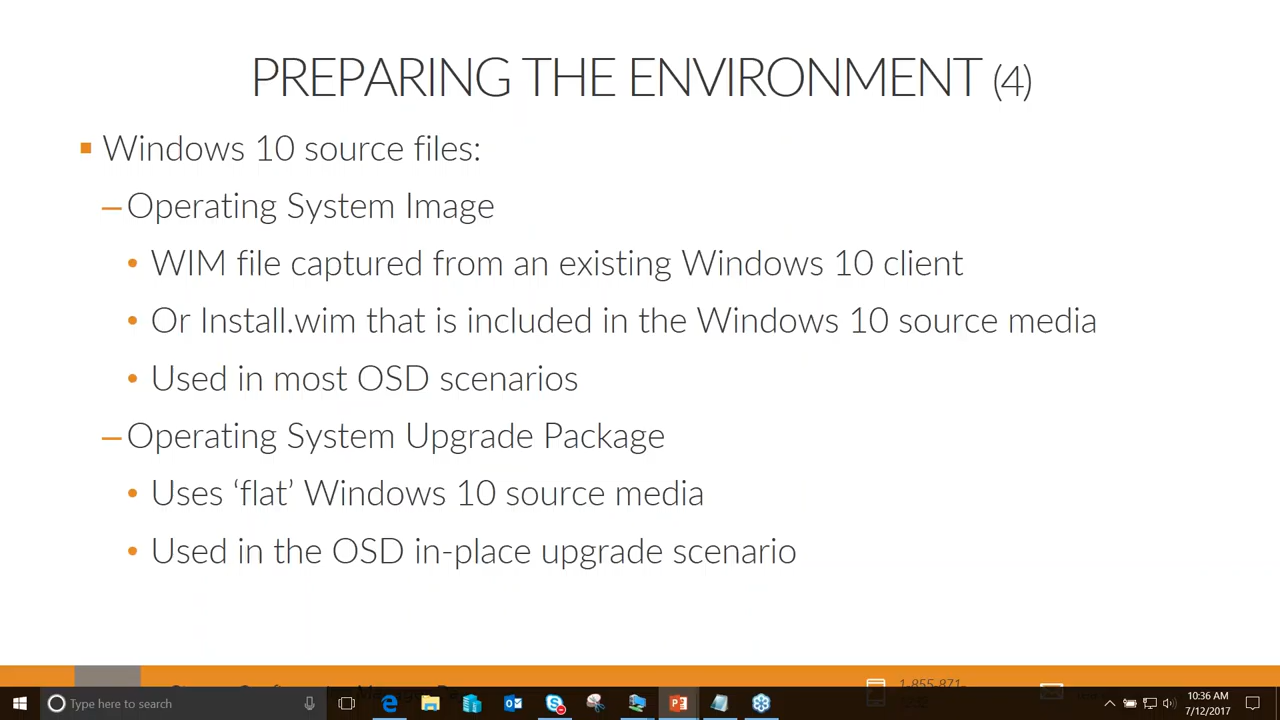 PREPARING THE ENVIRONMENT (4)
Windows 10 source files:
Operating System Image
WIM file captured from an existing Windows 10 client
Or Install.wim that is included in the Windows 10 source media
Used in most OSD scenarios
Operating System Upgrade Package
Uses ‘flat’ Windows 10 source media
Used in the OSD in-place upgrade scenario
1-855-871-
Type here to search
10:36 AM
7/12/2017